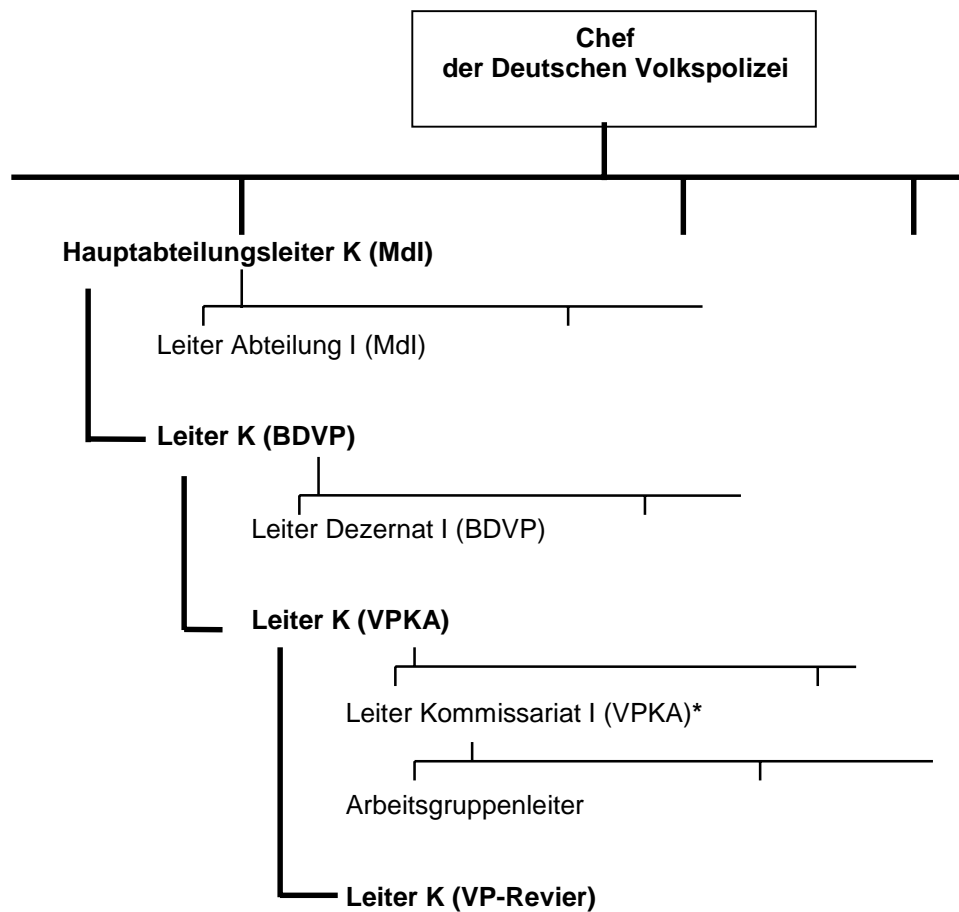 Chef
der Deutschen Volkspolizei
Hauptabteilungsleiter K (MdI)
Leiter Abteilung I (MdI)
Leiter K (BDVP)
Leiter Dezernat I (BDVP)
Leiter K (VPKA)
Leiter Kommissariat I (VPKA)*
Arbeitsgruppenleiter
Leiter K (VP-Revier)